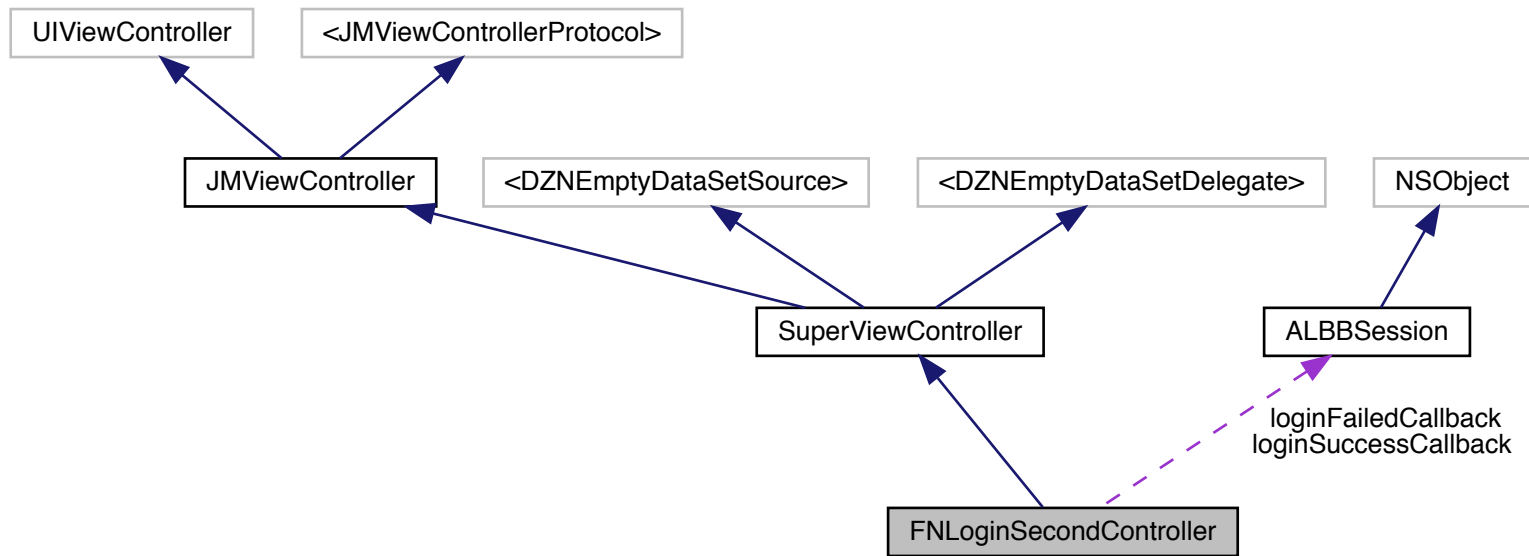 UIViewController
<JMViewControllerProtocol>
JMViewController
<DZNEmptyDataSetSource>
<DZNEmptyDataSetDelegate>
NSObject
SuperViewController
ALBBSession
loginFailedCallback
loginSuccessCallback
FNLoginSecondController